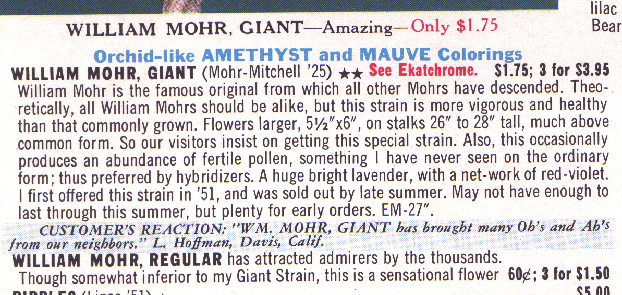 lilac
WILLIAM MOHR, GIANT—Amazing—Only $1.75
Bear
Orchid-like AMETHYST and MAUVE Colorings
WILLIAM MOHR, GIANT (Mohr-Mitchell '25) ★★ See Ekatchrome. $1.75; 3 for $3.95
William Mohr is the famous original from which all other Mohrs have descended. Theo-
retically, all William Mohrs should be alike, but this strain is more vigorous and healthy
than that commonly grown. Flowers larger, 5½"x6", on stalks 26" to 28" tall, much above
common form. So our visitors insist on getting this special strain. Also, this occasionally
produces an abundance of fertile pollen, something I have never seen on the ordinary
form; thus preferred by hybridizers. A huge bright lavender, with a net-work of red-violet.
I first offered this strain in '51, and was sold out by late summer. May not have enough to
last through this summer, but plenty for early orders. EM-27".
CUSTOMER'S REACTION: "WM. MOHR, GIANT has brought many Oh's and Ah's
from our neighbors." L. Hoffman, Davis, Calif.
WILLIAM MOHR, REGULAR has attracted admirers by the thousands.
Though somewhat inferior to my Giant Strain, this is a sensational flower 60¢; 3 for $1.50
$5.00